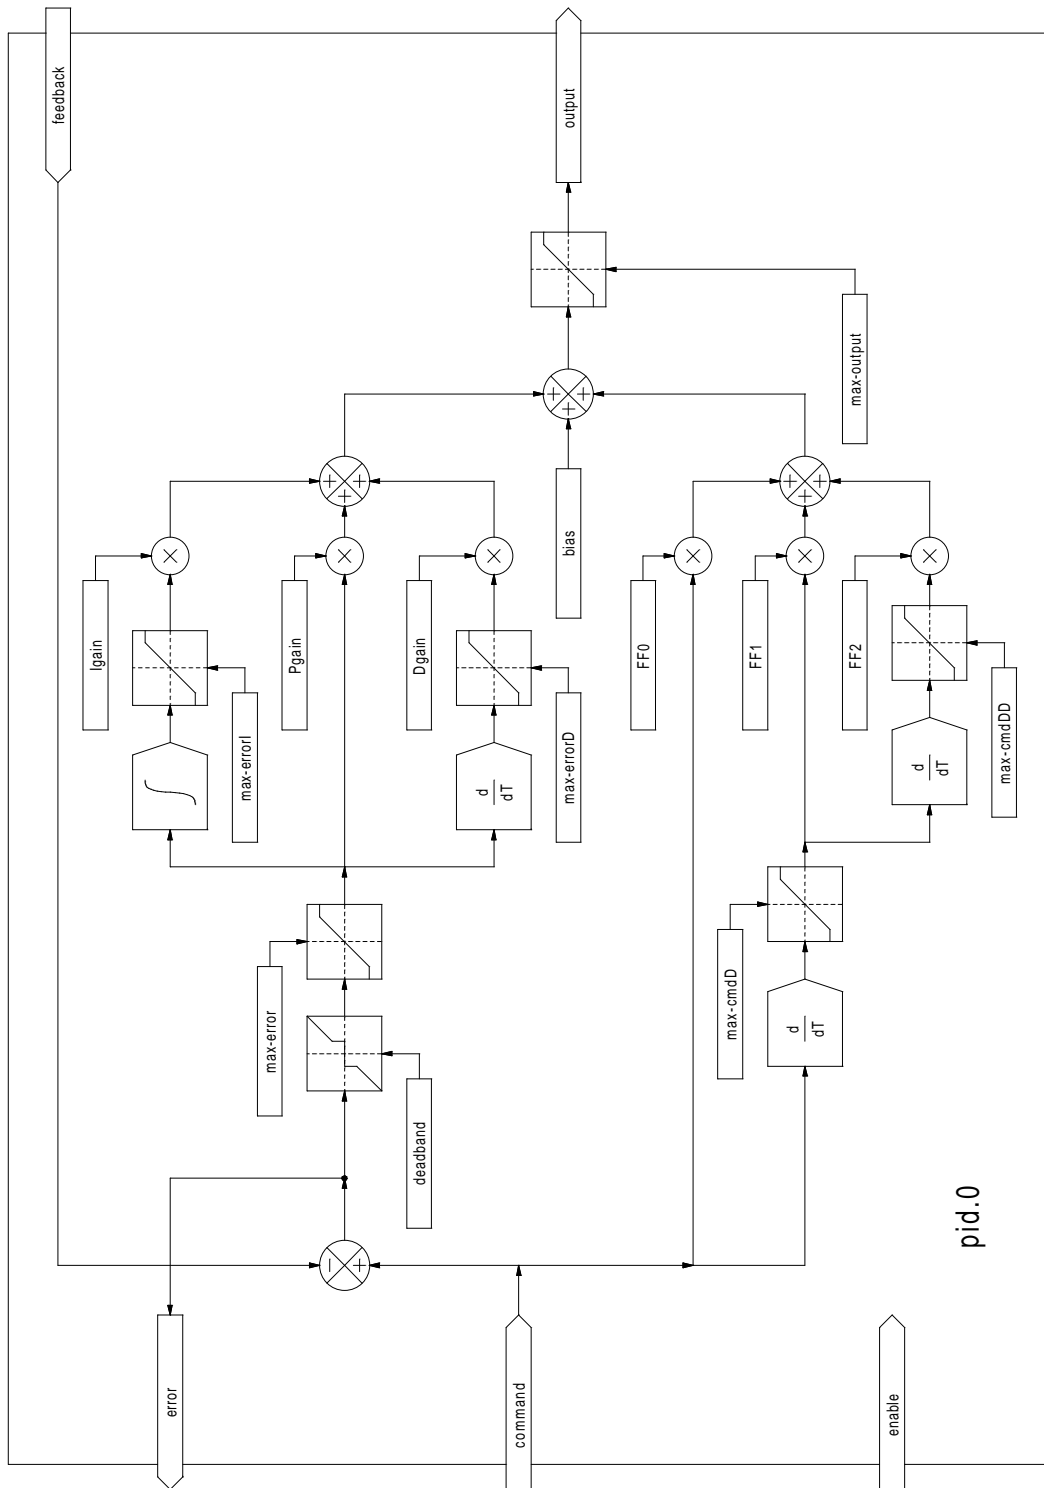 feedback
Igain
error
∫
max-errorI
max-error
Pgain
deadband
Dgain
d
dT
command
max-errorD
bias
output
FF0
max-cmdD
FF1
d
dT
FF2
max-output
enable
d
dT
pid.0
max-cmdDD